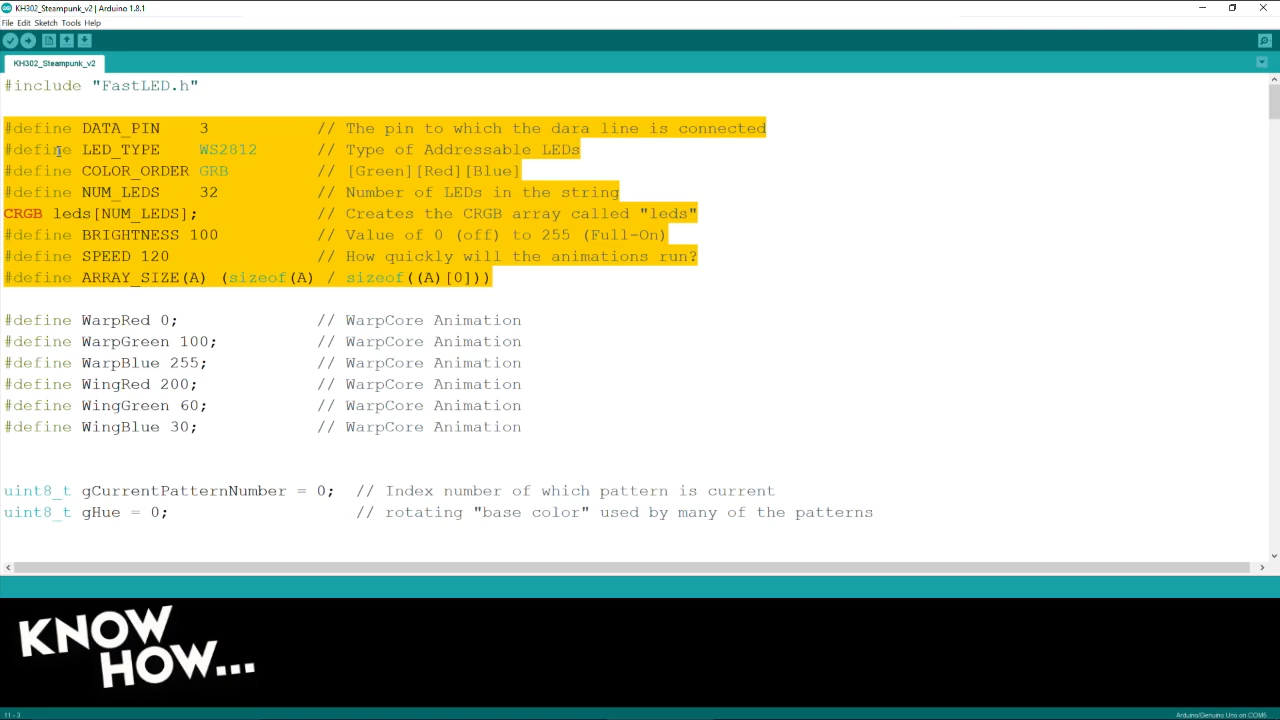 KH302_Steampunk_v2 | Arduino 1.8.1
File Edit Sketch Tools Help
KH302_Steampunk_v2
#include "FastLED.h"
#define DATA_PIN 3 // The pin to which the dara line is connected
#define LED_TYPE WS2812 // Type of Addressable LEDs
#define COLOR_ORDER GRB // [Green][Red][Blue]
#define NUM_LEDS 32 // Number of LEDs in the string
CRGB leds[NUM_LEDS]; // Creates the CRGB array called "leds"
#define BRIGHTNESS 100 // Value of 0 (off) to 255 (Full-On)
#define SPEED 120 // How quickly will the animations run?
#define ARRAY_SIZE(A) (sizeof(A) / sizeof((A)[0]))
#define WarpRed 0; // WarpCore Animation
#define WarpGreen 100; // WarpCore Animation
#define WarpBlue 255; // WarpCore Animation
#define WingRed 200; // WarpCore Animation
#define WingGreen 60; // WarpCore Animation
#define WingBlue 30; // WarpCore Animation
uint8_t gCurrentPatternNumber = 0; // Index number of which pattern is current
uint8_t gHue = 0; // rotating "base color" used by many of the patterns
KNOW
HOW...
11 - 3
Arduino/Genuino Uno on COM5